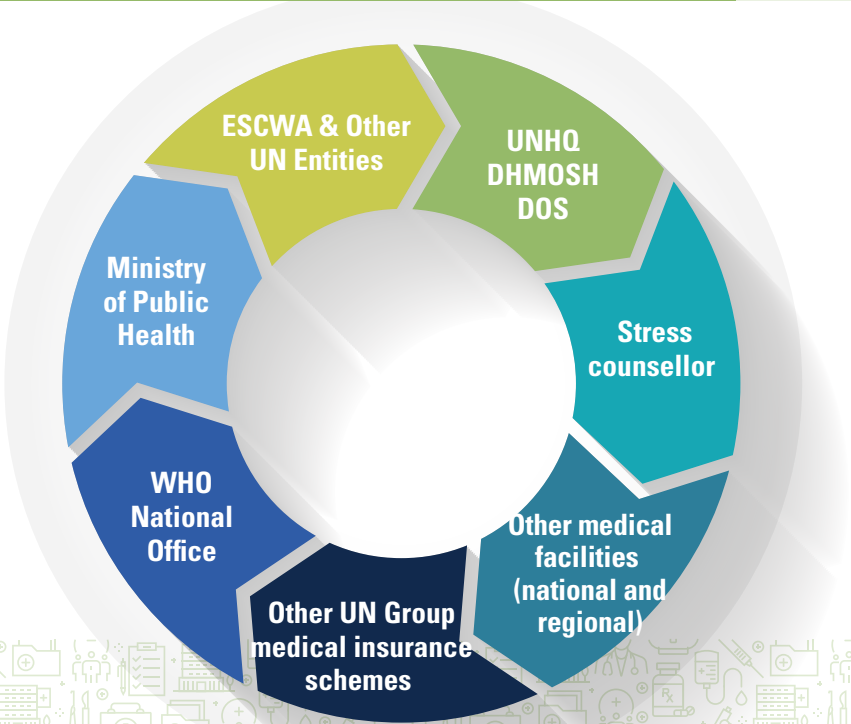 ESCWA & Other
UN Entities
UNHQ
DHMOSH
DOS
Stress
counsellor
Other medical
facilities
(national and
regional)
Other UN Group
medical insurance
schemes
WHO
National
Office
Ministry
of Public
Health